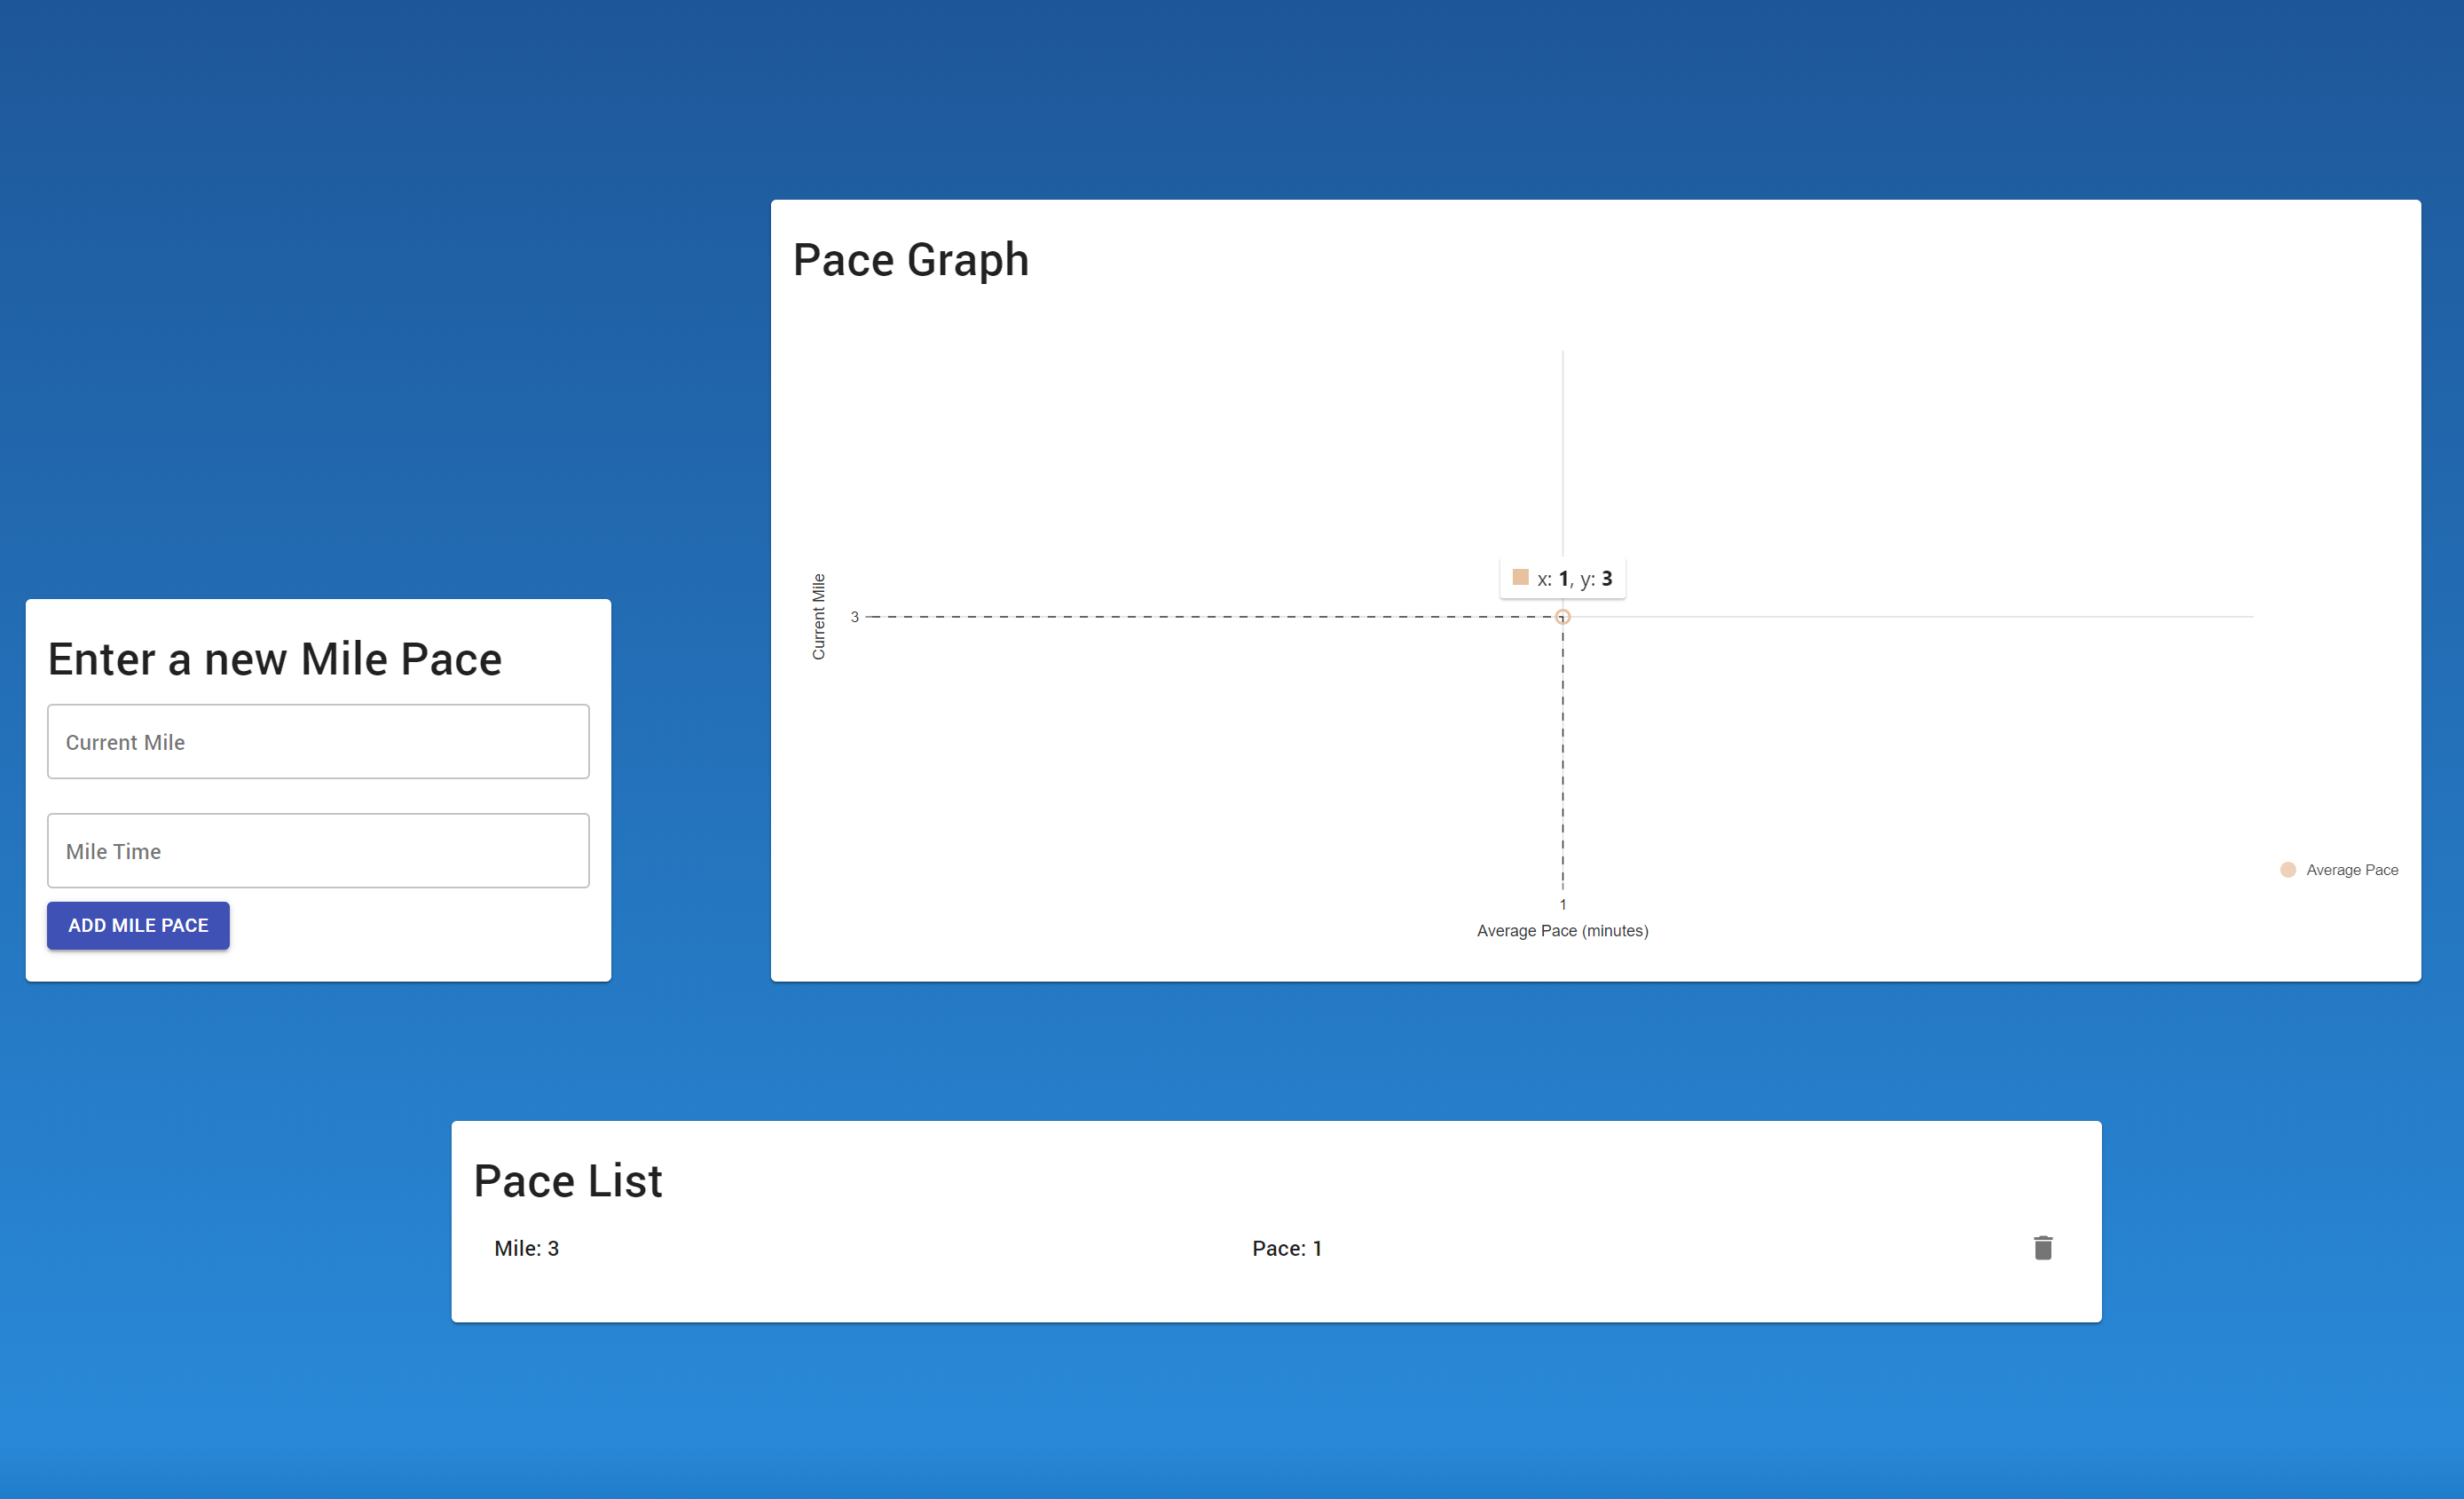 Pace Graph
x: 1, y: 3
Current Mile
3
1
Average Pace (minutes)
Average Pace
Enter a new Mile Pace
Current Mile
Mile Time
ADD MILE PACE
Pace List
Mile: 3 Pace: 1